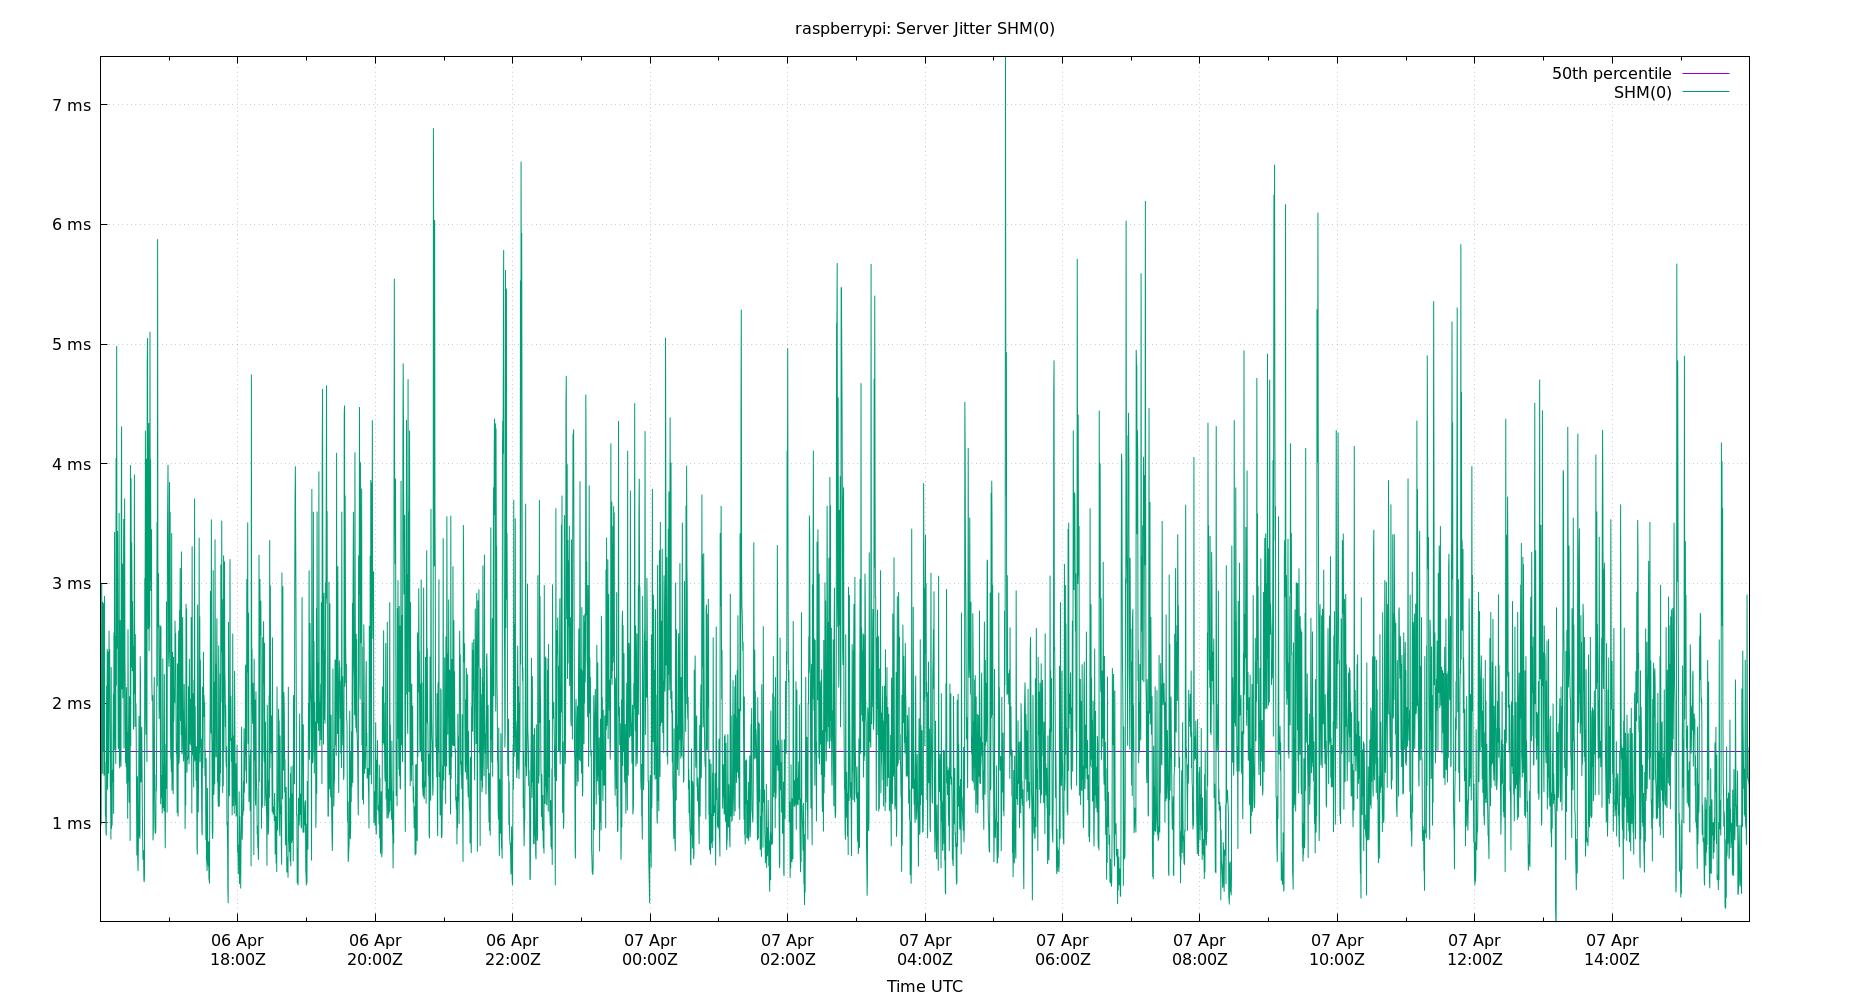 raspberrypi: Server Jitter SHM(0)
50th percentile
SHM(0)
7 ms
6 ms
5 ms
4 ms
3 ms
2 ms
1 ms
06 Apr 06 Apr 06 Apr 07 Apr 07 Apr 07 Apr 07 Apr 07 Apr 07 Apr 07 Apr 07 Apr
18:00Z 20:00Z 22:00Z 00:00Z 02:00Z 04:00Z 06:00Z 08:00Z 10:00Z 12:00Z 14:00Z
Time UTC